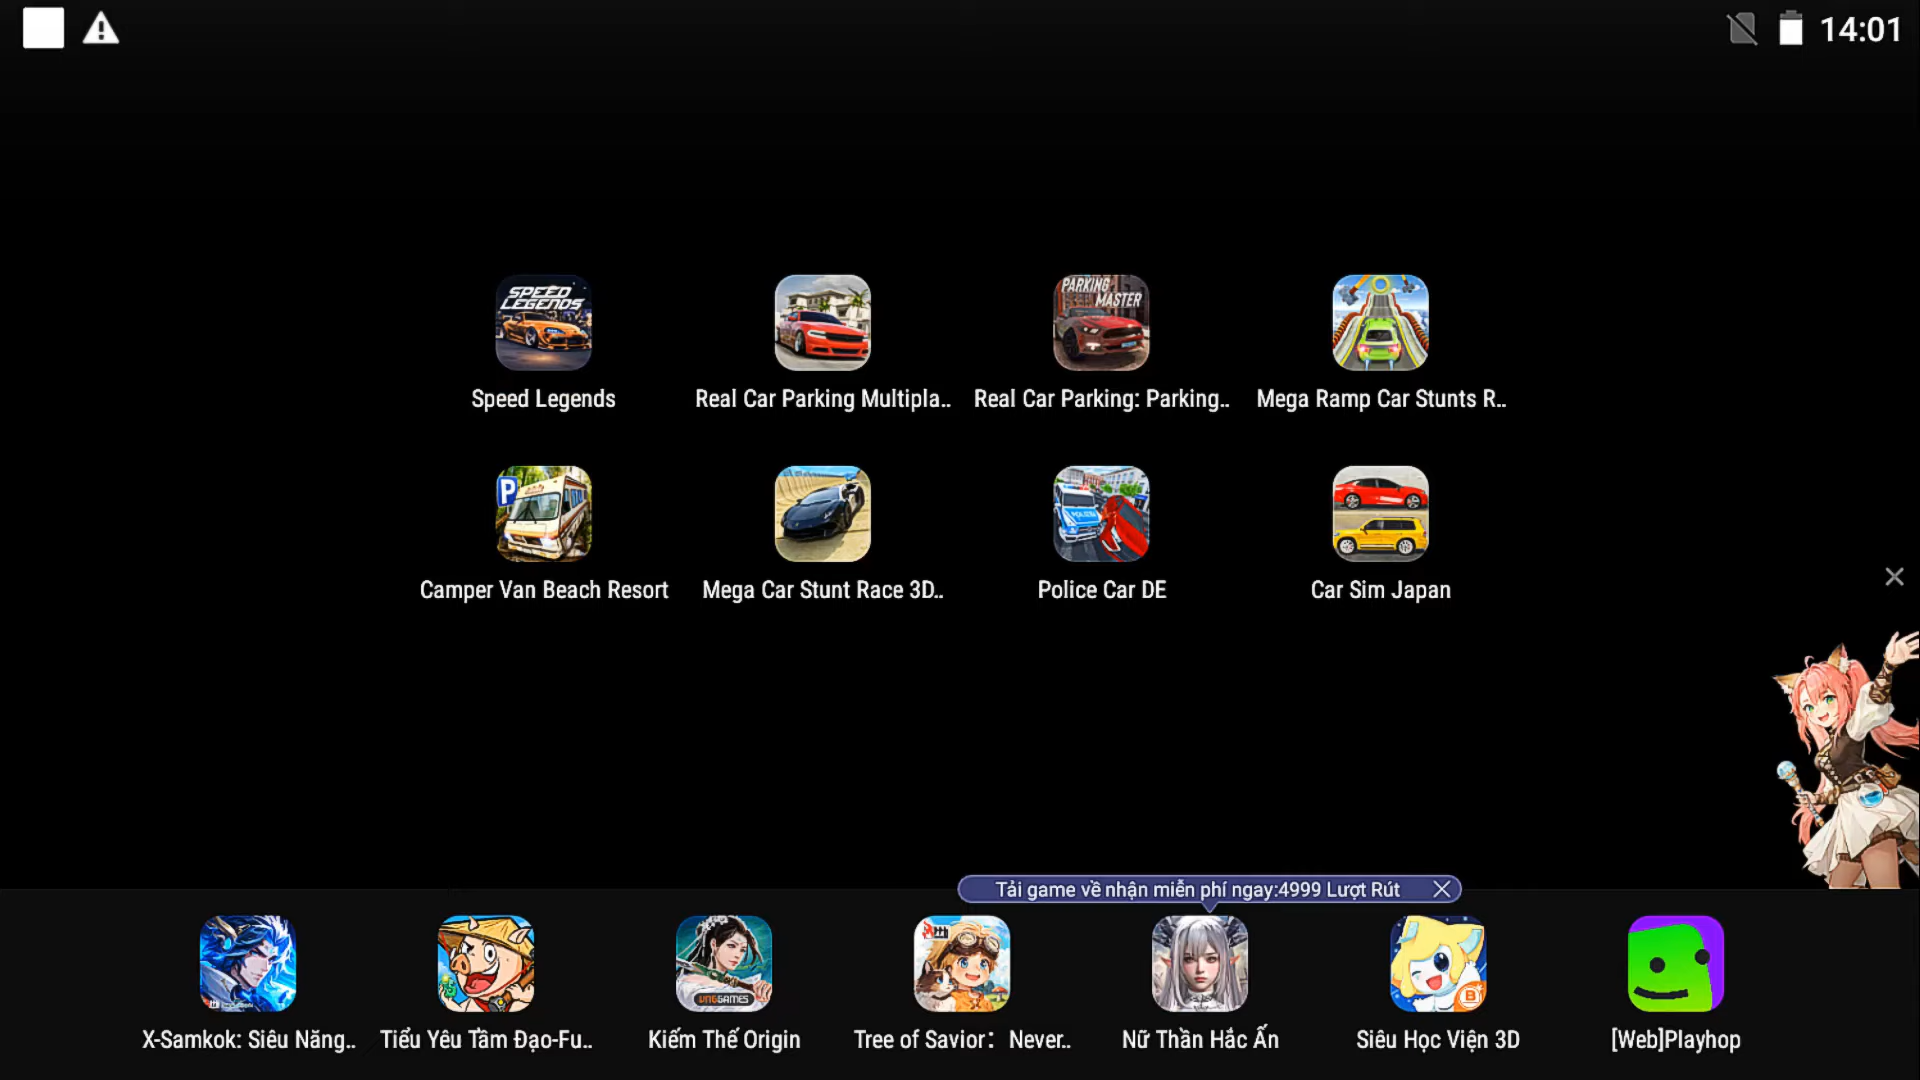 14:01
SPEED
LEGENDS
PARKING
MASTER
Speed Legends
Real Car Parking Multipla..
Real Car Parking: Parking..
Mega Ramp Car Stunts R..
P
POLIZEI
Camper Van Beach Resort
Mega Car Stunt Race 3D..
Police Car DE
Car Sim Japan
Tải game về nhận miễn phí ngay:4999 Lượt Rút
VNGGAMES
B
X-Samkok: Siêu Năng..
Tiểu Yêu Tầm Đạo-Fu..
Kiếm Thế Origin
Tree of Savior：Never..
Nữ Thần Hắc Ấn
Siêu Học Viện 3D
[Web]Playhop